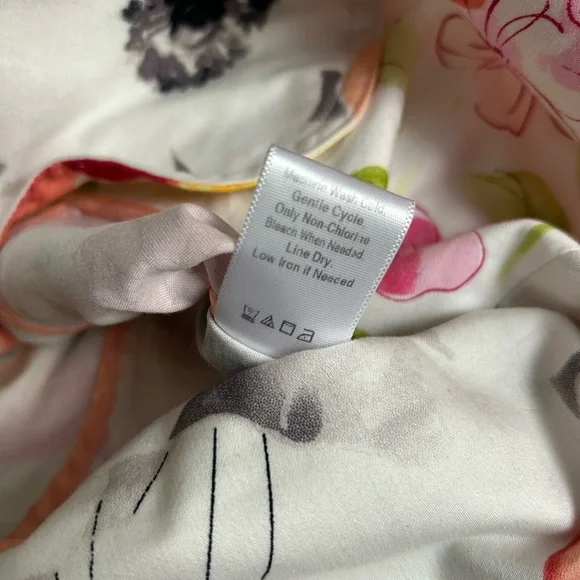 Machine Wash Cold.
Gentle Cycle
Only Non-Chlorine
Bleach When Needed
Line Dry.
Low Iron if Needed